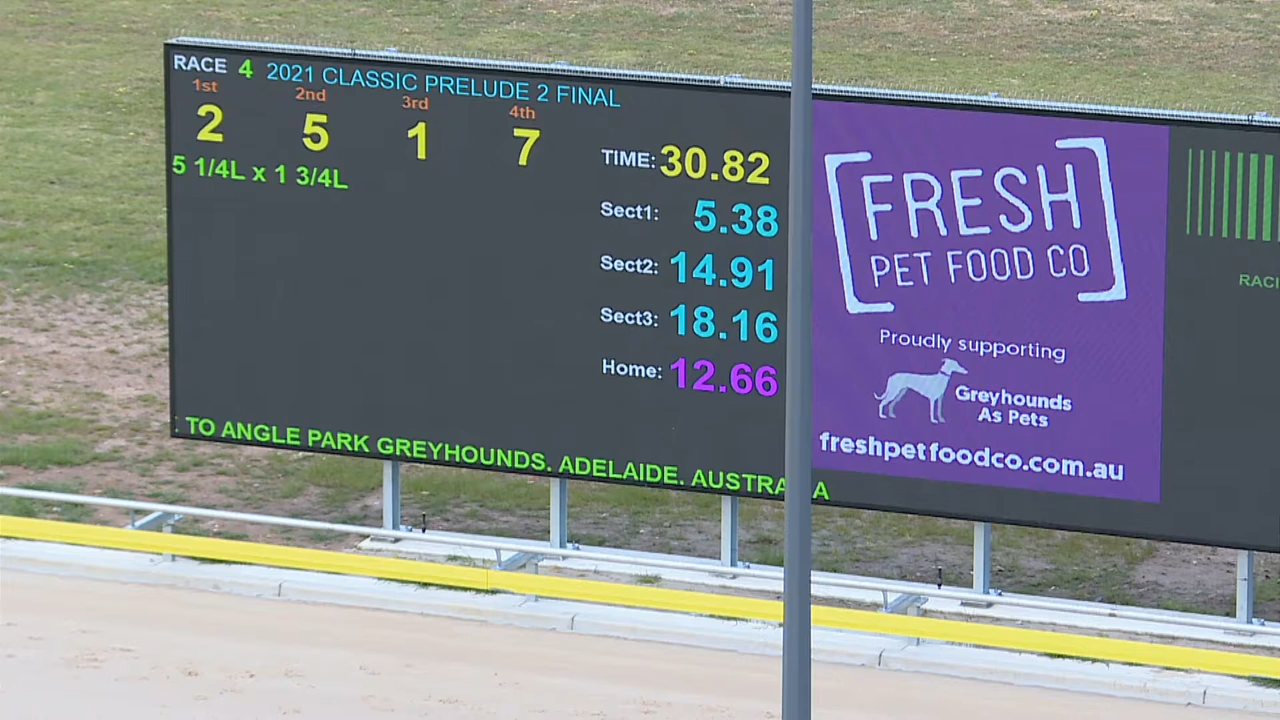 RACE 4 2021 CLASSIC PRELUDE 2 FINAL
1st 2nd 3rd 4th
2 5 1 7
5 1/4L x 1 3/4L
TIME: 30.82
Sect1: 5.38
Sect2: 14.91
Sect3: 18.16
Home: 12.66
TO ANGLE PARK GREYHOUNDS. ADELAIDE. AUSTRA A
FRESH
PET FOOD CO
Proudly supporting
Greyhounds
As Pets
freshpetfoodco.com.au
RACI